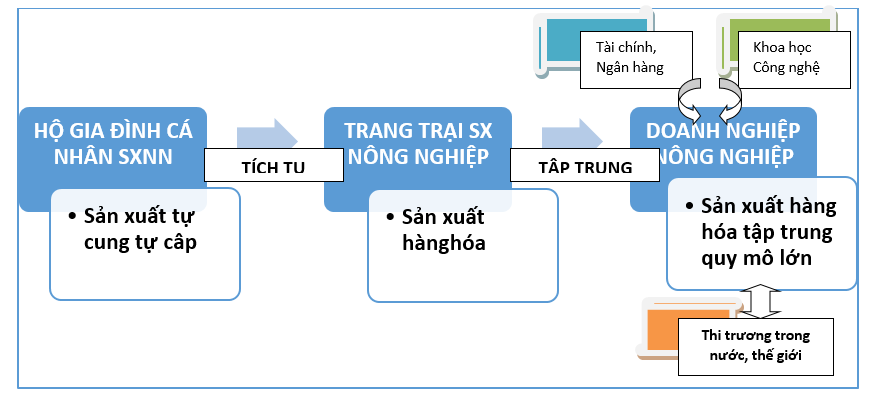 Tài chính,
Ngân hàng
Khoa học
Công nghệ
HỘ GIA ĐÌNH CÁ
NHÂN SXNN
TÍCH TỤ
TRANG TRẠI SX
NÔNG NGHIỆP
TẬP TRUNG
DOANH NGHIỆP
NÔNG NGHIỆP
• Sản xuất tự
cung tự câp
• Sản xuất
hànghóa
• Sản xuất hàng
hóa tập trung
quy mô lớn
Thi trương trong
nước, thế giới